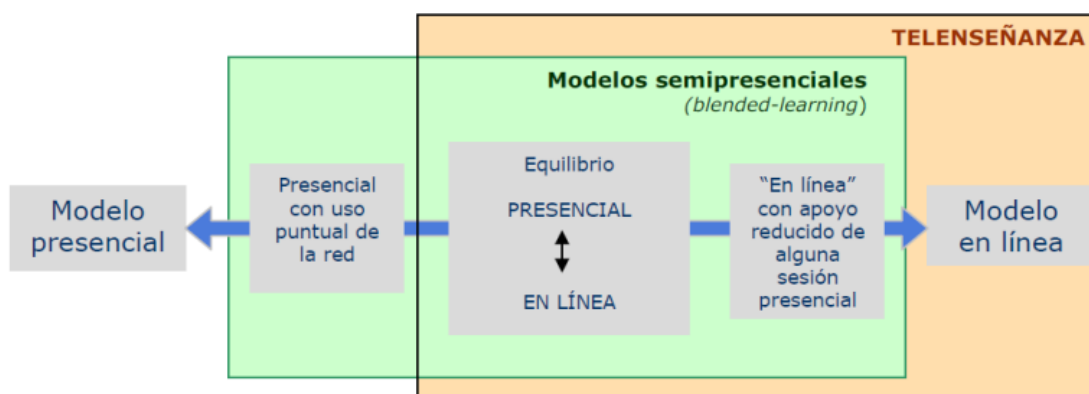 TELENSEÑANZA
Modelos semipresenciales
(blended-learning)
Modelo
presencial
Presencial
con uso
puntual de
la red
Equilibrio
PRESENCIAL
EN LÍNEA
“En línea”
con apoyo
reducido de
alguna
sesión
presencial
Modelo
en línea